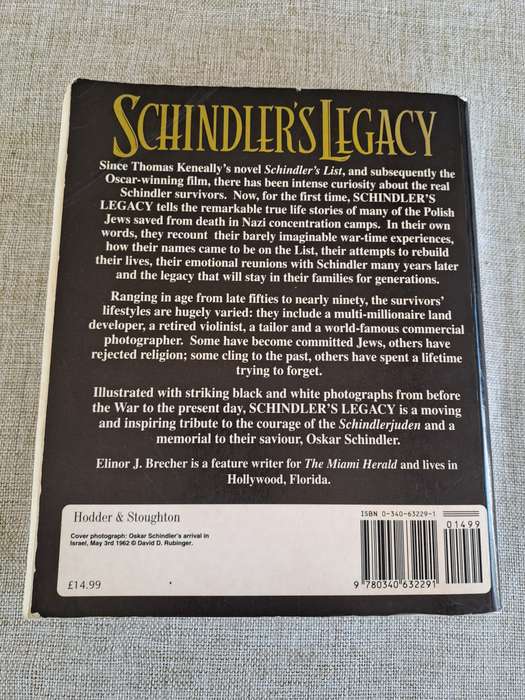 SCHINDLER'S LEGACY
Since Thomas Keneally's novel Schindler's List, and subsequently the
Oscar-winning film, there has been intense curiosity about the real
Schindler survivors. Now, for the first time, SCHINDLER'S
LEGACY tells the remarkable true life stories of many of the Polish
Jews saved from death in Nazi concentration camps. In their own
words, they recount their barely imaginable war-time experiences,
how their names came to be on the List, their attempts to rebuild
their lives, their emotional reunions with Schindler many years later
and the legacy that will stay in their families for generations.
Ranging in age from late fifties to nearly ninety, the survivors'
lifestyles are hugely varied: they include a multi-millionaire land
developer, a retired violinist, a tailor and a world-famous commercial
photographer. Some have become committed Jews, others have
rejected religion; some cling to the past, others have spent a lifetime
trying to forget.
Illustrated with striking black and white photographs from before
the War to the present day, SCHINDLER'S LEGACY is a moving
and inspiring tribute to the courage of the Schindlerjuden and a
memorial to their saviour, Oskar Schindler.
Elinor J. Brecher is a feature writer for The Miami Herald and lives in
Hollywood, Florida.
Hodder & Stoughton
Cover photograph: Oskar Schindler's arrival in
Israel, May 3rd 1962 © David D. Rubinger.
£14.99
ISBN 0-340-63229-1
01499
9 780340 632291